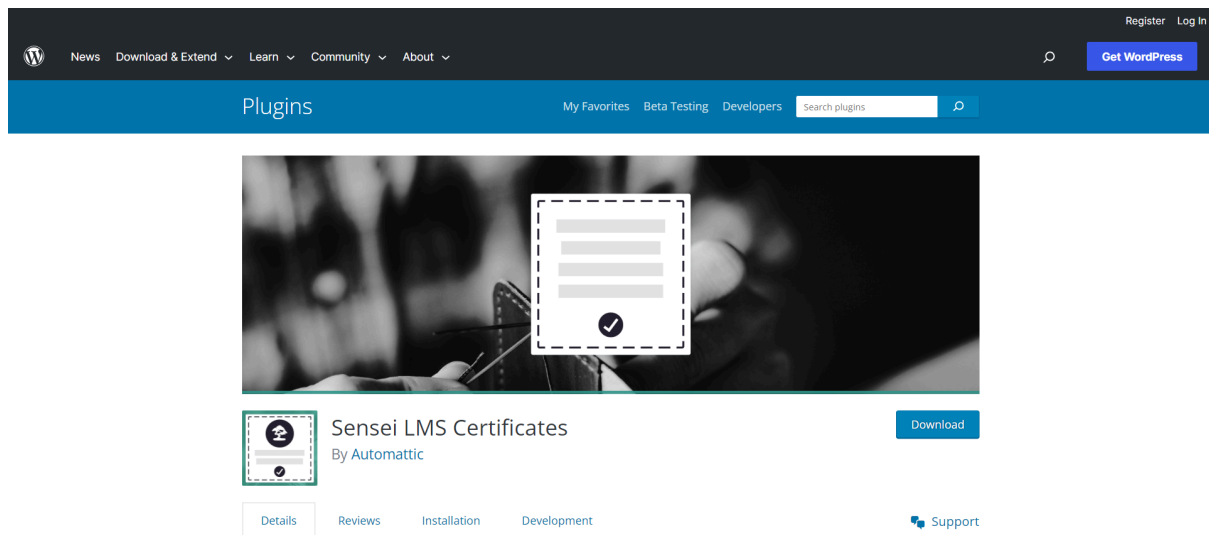 Register Log In
News Download & Extend Learn Community About Get WordPress
Plugins My Favorites Beta Testing Developers Search plugins
Sensei LMS Certificates
Download
By Automattic
Details Reviews Installation Development Support